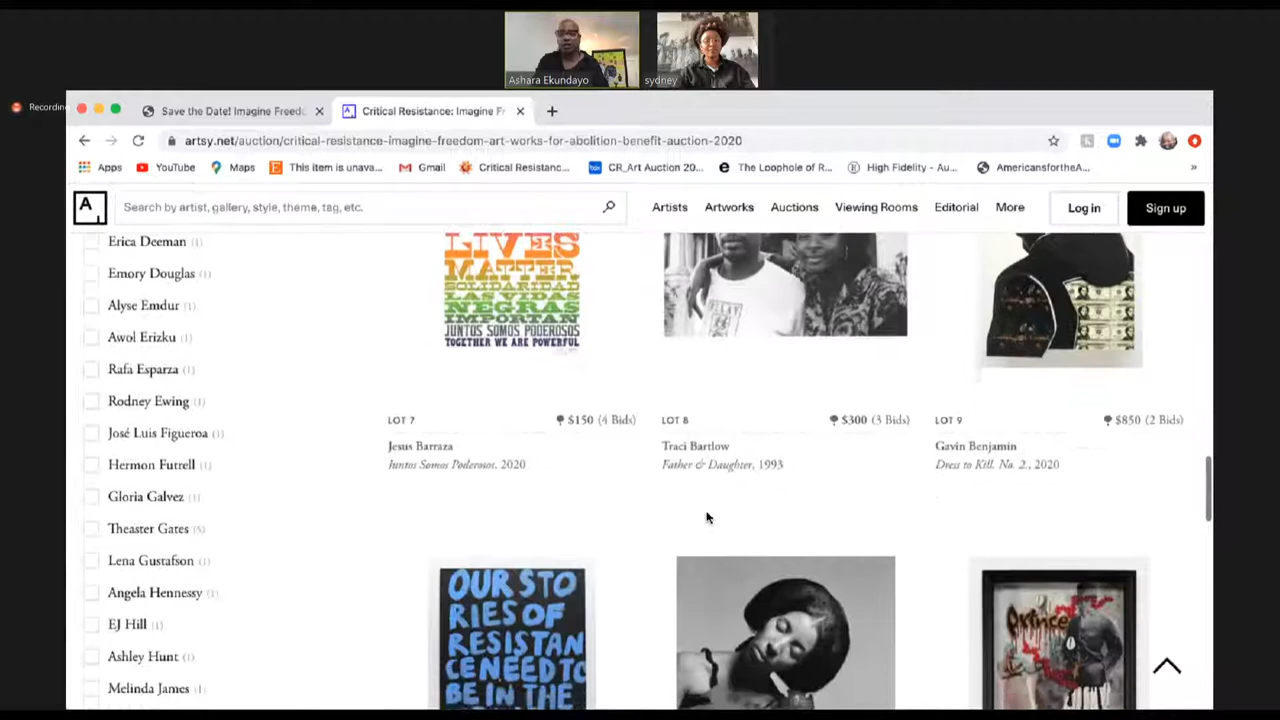 Ashara Ekundayo
sydney
Recording
Save the Date! Imagine Freedo
Critical Resistance: Imagine Fr
artsy.net/auction/critical-resistance-imagine-freedom-art-works-for-abolition-benefit-auction-2020
Apps
YouTube
Maps
This item is unava...
Gmail
Critical Resistanc...
CR_Art Auction 20...
The Loophole of R...
High Fidelity - Au...
AmericansfortheA...
»
A
Search by artist, gallery, style, theme, tag, etc.
Artists
Artworks
Auctions
Viewing Rooms
Editorial
More
Log in
Sign up
Erica Deeman (1)
Emory Douglas (1)
Alyse Emdur (1)
Awol Erizku (1)
Rafa Esparza (1)
Rodney Ewing (1)
José Luis Figueroa (1)
Hermon Futrell (1)
Gloria Galvez (1)
Theaster Gates (5)
Lena Gustafson (1)
Angela Hennessy (1)
EJ Hill (1)
Ashley Hunt (1)
Melinda James (1)
LIVES
MATTER
SOLIDARIDAD
LAS VIDAS
NEGRAS
IMPORTAN
JUNTOS SOMOS PODEROSOS
TOGETHER WE ARE POWERFUL
LOT 7
$150 (4 Bids)
Jesus Barraza
Juntos Somos Poderosos, 2020
LOT 8
$300 (3 Bids)
Traci Bartlow
Father & Daughter, 1993
LOT 9
$850 (2 Bids)
Gavin Benjamin
Dress to Kill. No. 2., 2020
OUR STO
RIES OF
RESISTAN
CE NEED TO
BE IN THE
Prince